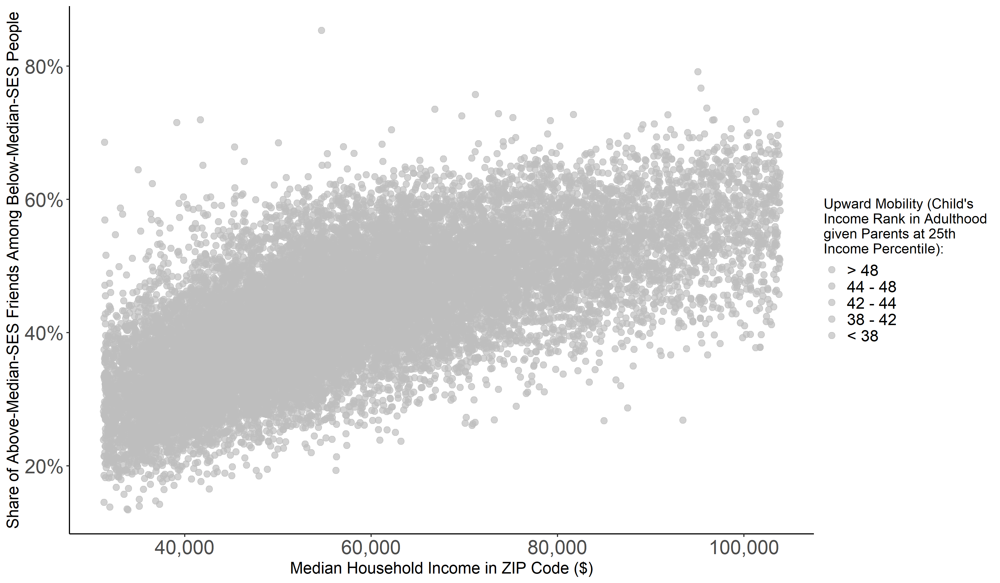 Share of Above-Median-SES Friends Among Below-Median-SES People
80%
60%
40%
20%
40,000
60,000
80,000
100,000
Median Household Income in ZIP Code ($)
Upward Mobility (Child's
Income Rank in Adulthood
given Parents at 25th
Income Percentile):
> 48
44 - 48
42 - 44
38 - 42
< 38